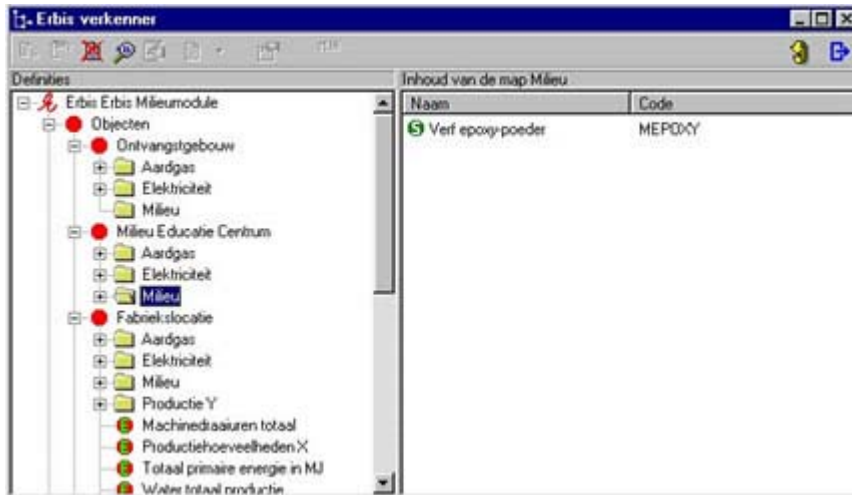 Erbis verkenner
Definities
Inhoud van de map Milieu
Erbis Erbis Milieumodule
Objecten
Ontvangstgebouw
Aardgas
Elektriciteit
Milieu
Milieu Educatie Centrum
Aardgas
Elektriciteit
Milieu
Fabriekslocatie
Aardgas
Elektriciteit
Milieu
Productie Y
Machinedraaiuren totaal
Productiehoeveelheden X
Totaal primaire energie in MJ
Water totaal productie
Naam Code
S Verf epoxy-poeder MEPOXY